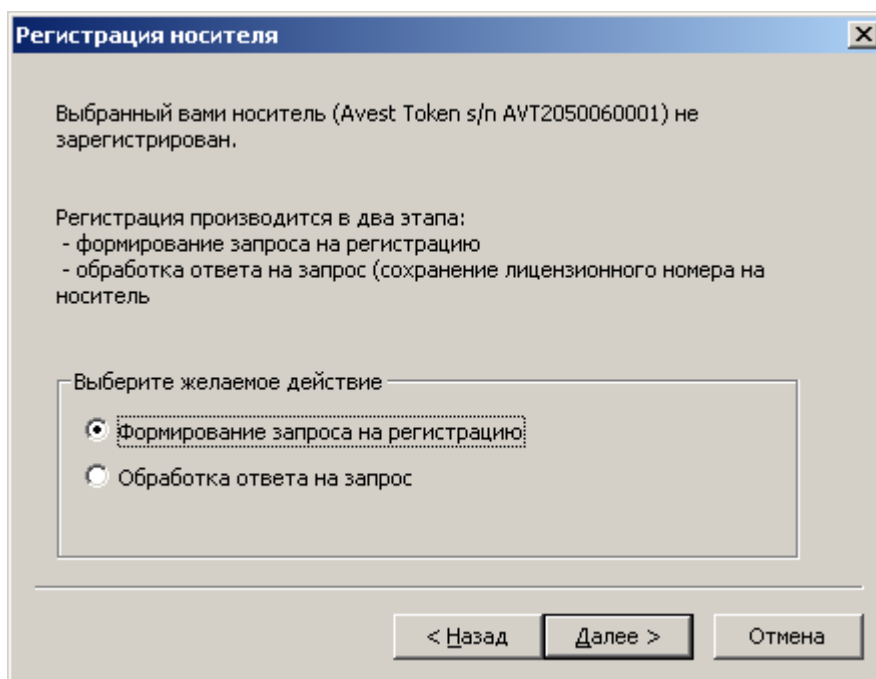 Регистрация носителя
Выбранный вами носитель (Avest Token s/n AVT2050060001) не
зарегистрирован.
Регистрация производится в два этапа:
- формирование запроса на регистрацию
- обработка ответа на запрос (сохранение лицензионного номера на
носитель
Выберите желаемое действие
Формирование запроса на регистрацию
Обработка ответа на запрос
< Назад
Далее >
Отмена